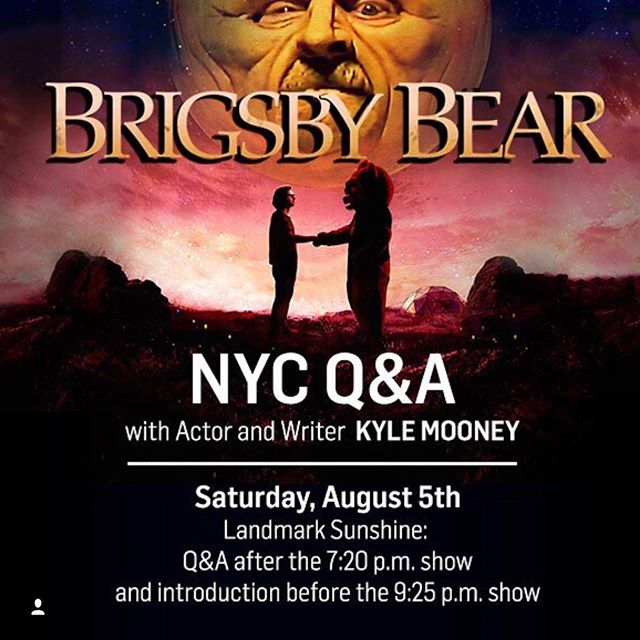 BRIGSBY BEAR
NYC Q&A
with Actor and Writer KYLE MOONEY
Saturday, August 5th
Landmark Sunshine:
Q&A after the 7:20 p.m. show
and introduction before the 9:25 p.m. show